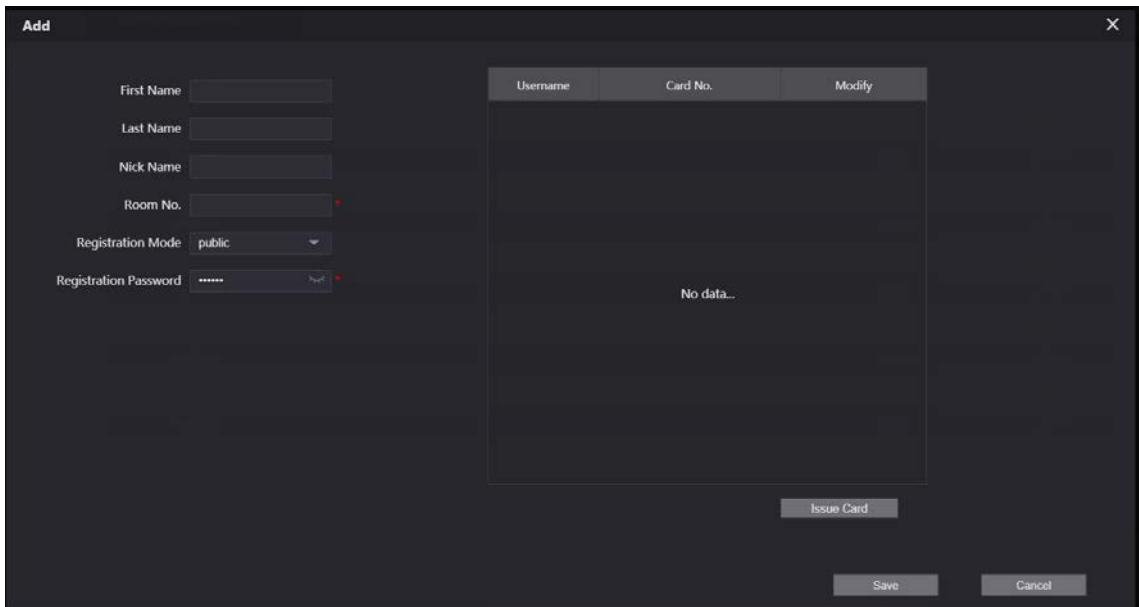 Add
First Name
Last Name
Nick Name
Room No. *
Registration Mode public
Registration Password •••••• *
Username Card No. Modify
No data...
Issue Card
Save Cancel